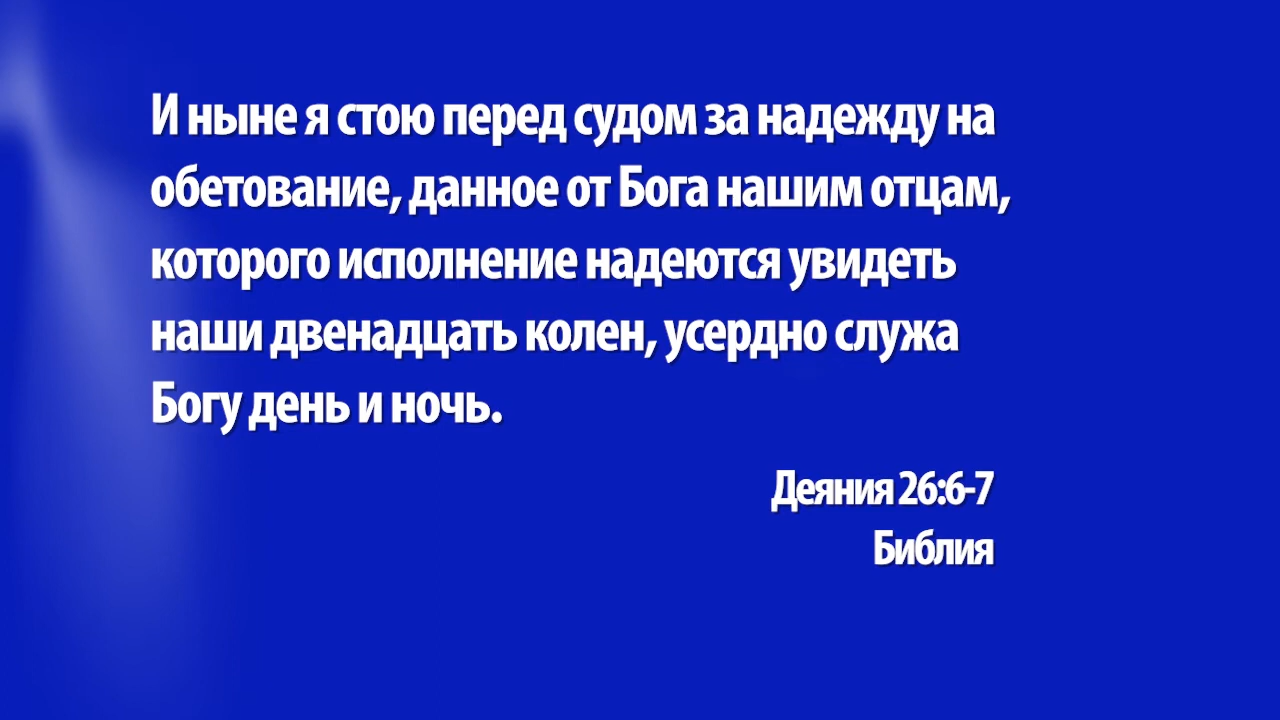 И ныне я стою перед судом за надежду на
обетование, данное от Бога нашим отцам,
которого исполнение надеются увидеть
наши двенадцать колен, усердно служа
Богу день и ночь.
Деяния 26:6-7
Библия